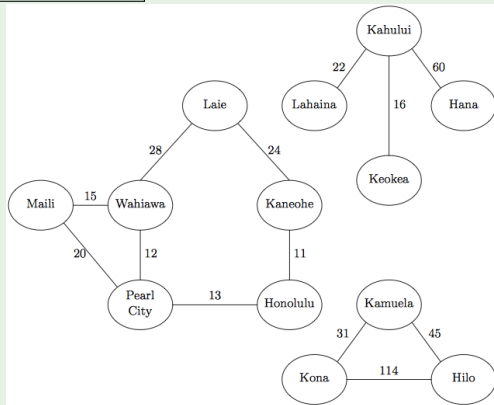 Kahului
22
60
Lahaina
16
Hana
Laie
28
24
Keokea
Maili
15
Wahiawa
Kaneohe
20
12
11
Pearl
City
13
Honolulu
Kamuela
31
45
Kona
114
Hilo